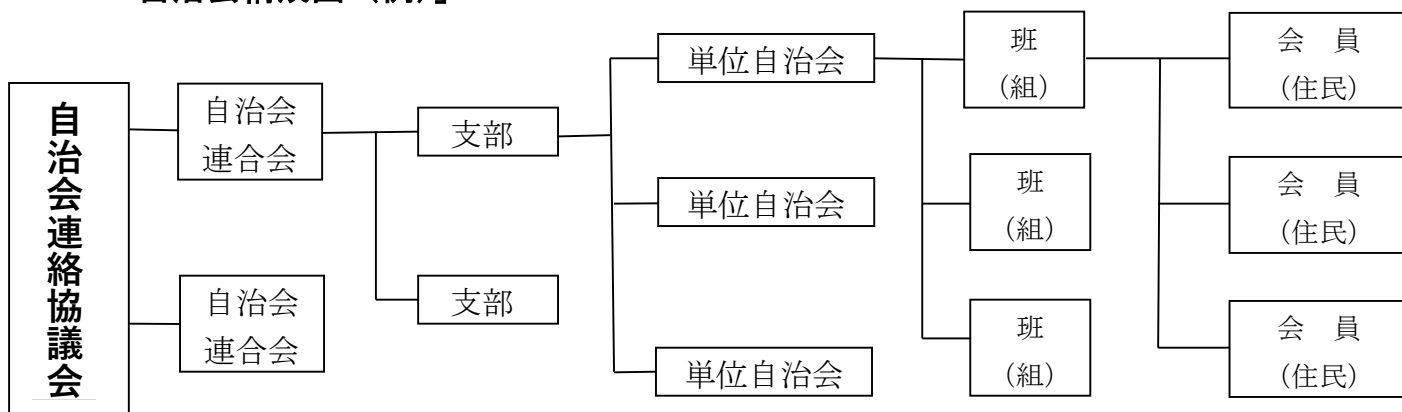 自治会連絡協議会
自治会
連合会
自治会
連合会
支部
支部
単位自治会
単位自治会
単位自治会
班
（組）
班
（組）
班
（組）
会　員
（住民）
会　員
（住民）
会　員
（住民）